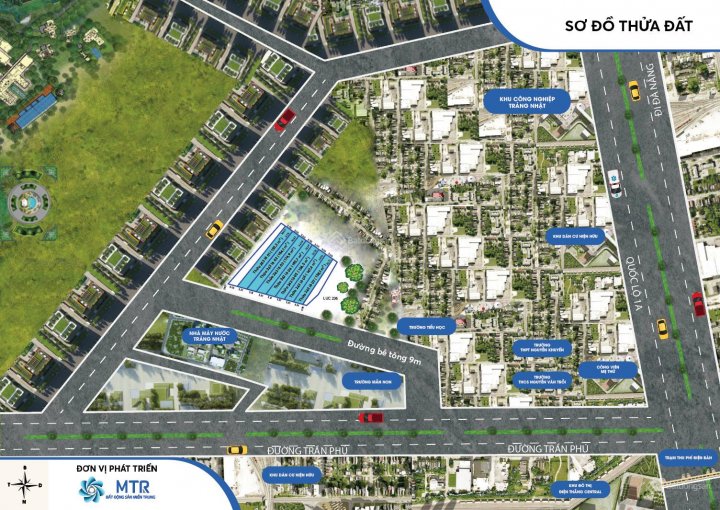 SƠ ĐỒ THỬA ĐẤT
ĐI ĐÀ NẴNG
KHU CÔNG NGHIỆP
TRẢNG NHẬT
KHU DÂN CƯ HIỆN HỮU
QUỐC LỘ 1A
LUC 236
NHÀ MÁY NƯỚC
TRẢNG NHẬT
Đường bê tông 9m
TRƯỜNG TIỂU HỌC
TRƯỜNG
THPT NGUYỄN KHUYẾN
TRƯỜNG
THCS NGUYỄN VĂN TRỖI
CÔNG VIÊN
MẸ THỨ
TRƯỜNG MẦN NON
ĐƯỜNG TRẦN PHÚ
ĐƯỜNG TRẦN PHÚ
TRẠM THU PHÍ ĐIỆN BÀN
KHU DÂN CƯ HIỆN HỮU
KHU ĐÔ THỊ
ĐIỆN THẮNG CENTRAL
ĐƠN VỊ PHÁT TRIỂN
MTR
BẤT ĐỘNG SẢN MIỀN TRUNG